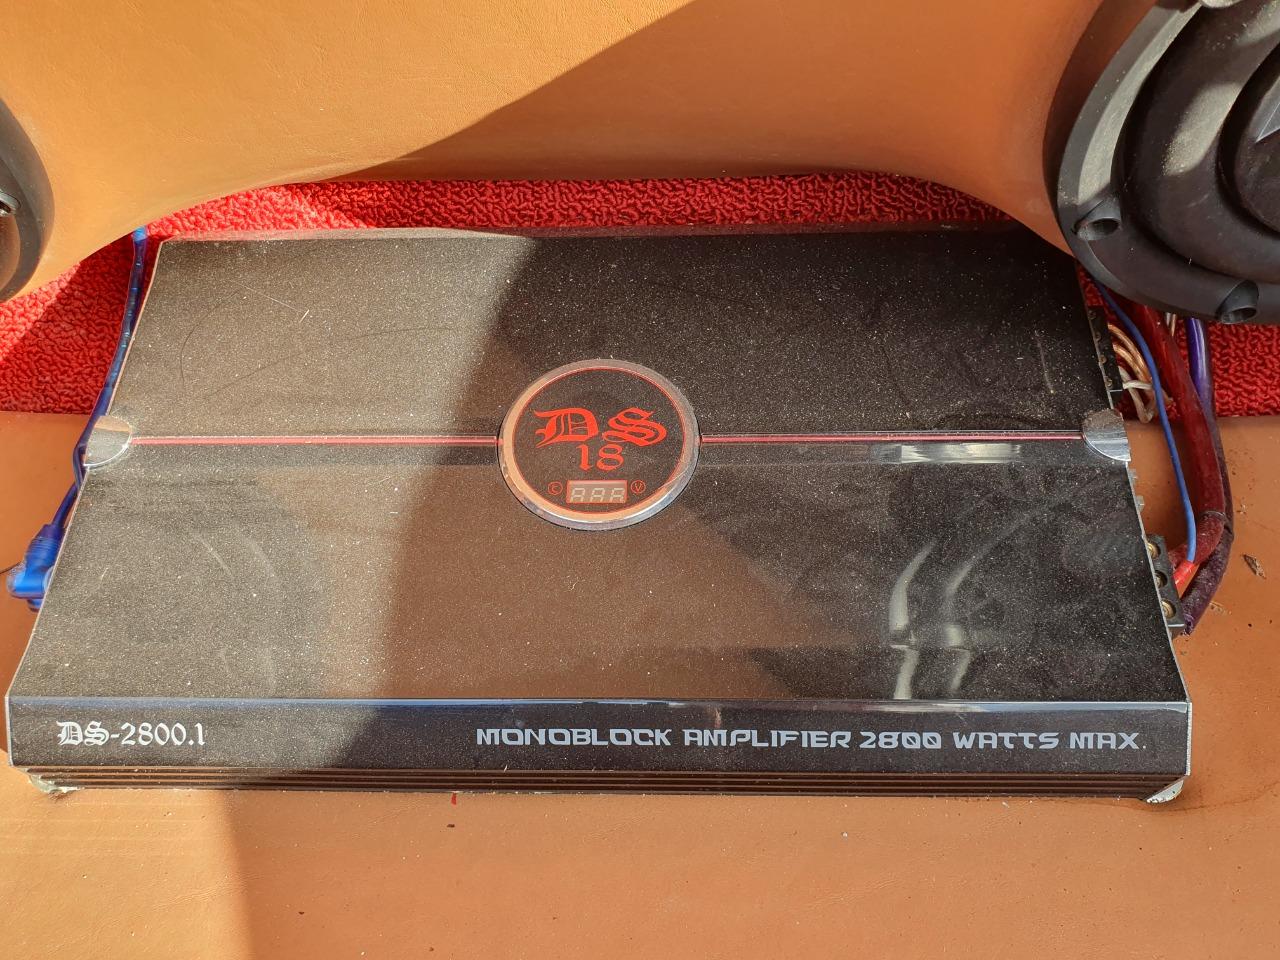 DS
18
C V
DS-2800.1
MONOBLOCK AMPLIFIER 2800 WATTS MAX.